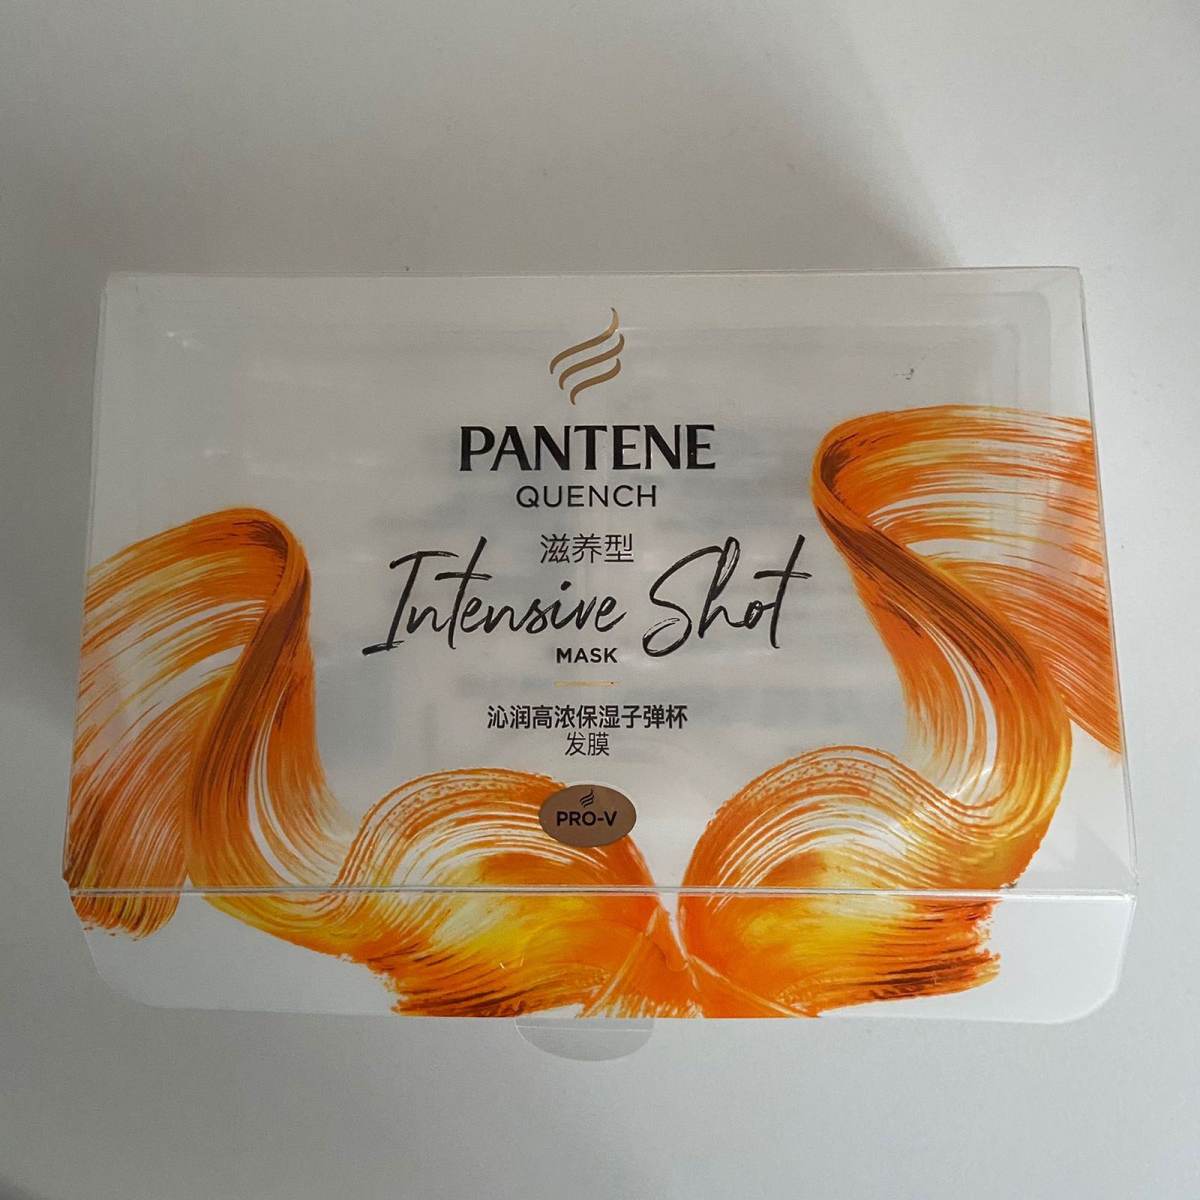 PANTENE
QUENCH
滋养型
Intensive Shot
MASK
沁润高浓保湿子弹杯
发膜
PRO-V